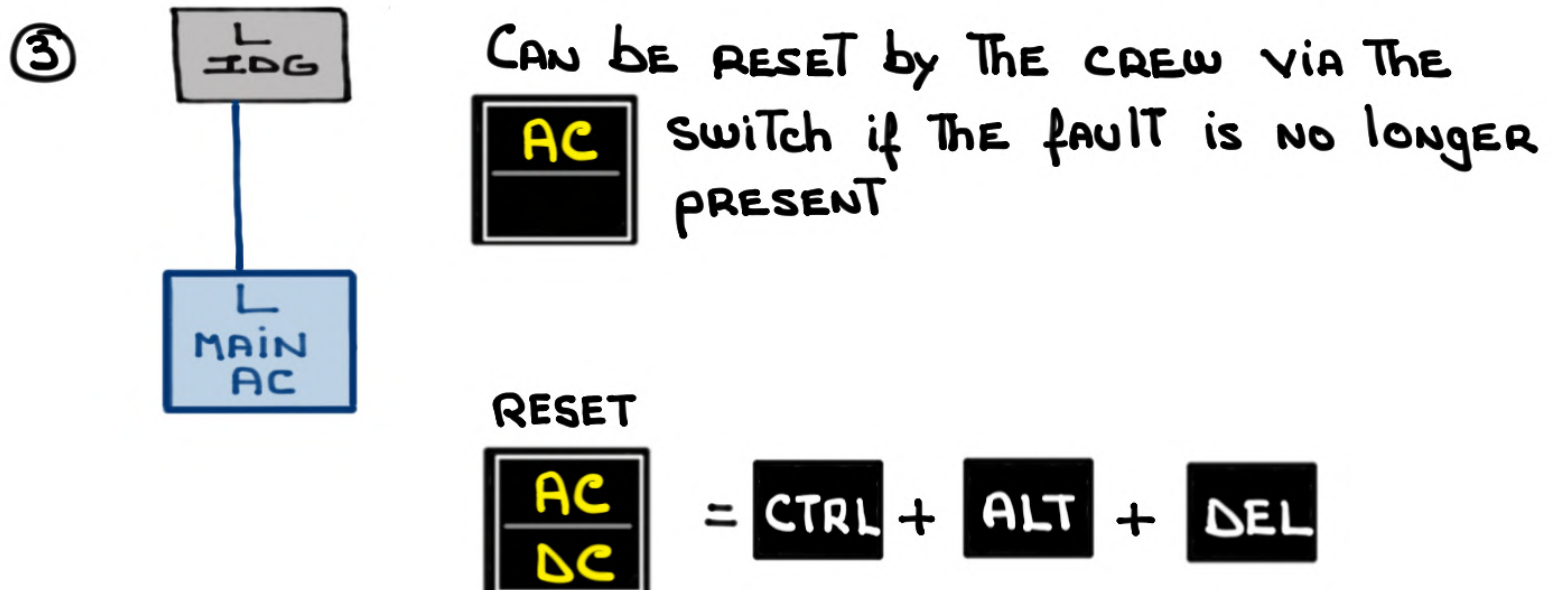 3
L
IDG
CAN bE RESET by ThE CREW ViA ThE
AC
SwiTch if ThE fAulT is No loNgER
pRESENT
L
MAiN
AC
RESET
AC
DC
= CTRL + ALT + DEL